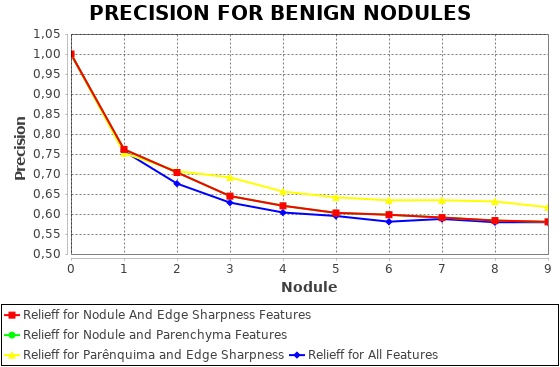 PRECISION FOR BENIGN NODULES
1,05
1,00
0,95
0,90
0,85
0,80
0,75
0,70
0,65
0,60
0,55
0,50
Precision
0 1 2 3 4 5 6 7 8 9
Nodule
Relieff for Nodule And Edge Sharpness Features
Relieff for Nodule and Parenchyma Features
Relieff for Parênquima and Edge Sharpness Relieff for All Features